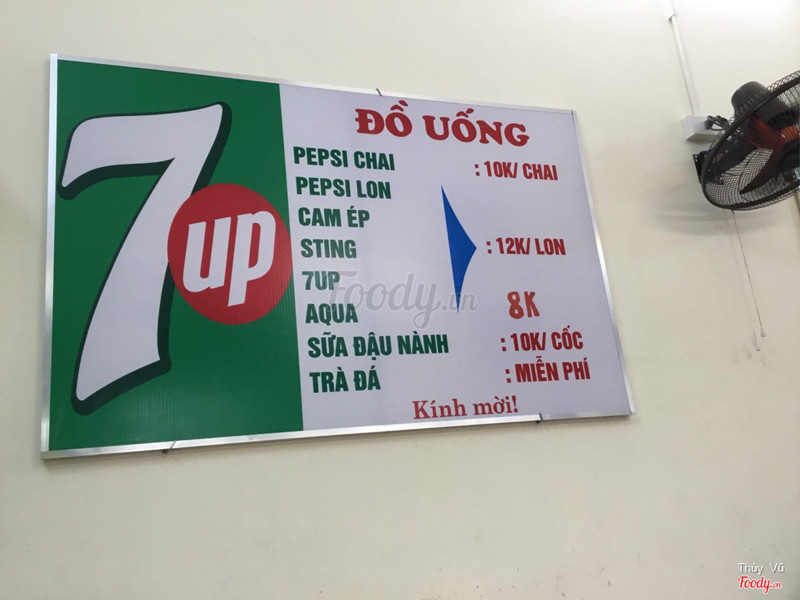 7up
ĐỒ UỐNG
PEPSI CHAI : 10K/ CHAI
PEPSI LON
CAM ÉP
STING : 12K/ LON
7UP
AQUA 8K
SỮA ĐẬU NÀNH : 10K/ CỐC
TRÀ ĐÁ : MIỄN PHÍ
Kính mời!
Foody.vn
Thúy Vũ
Foody.vn